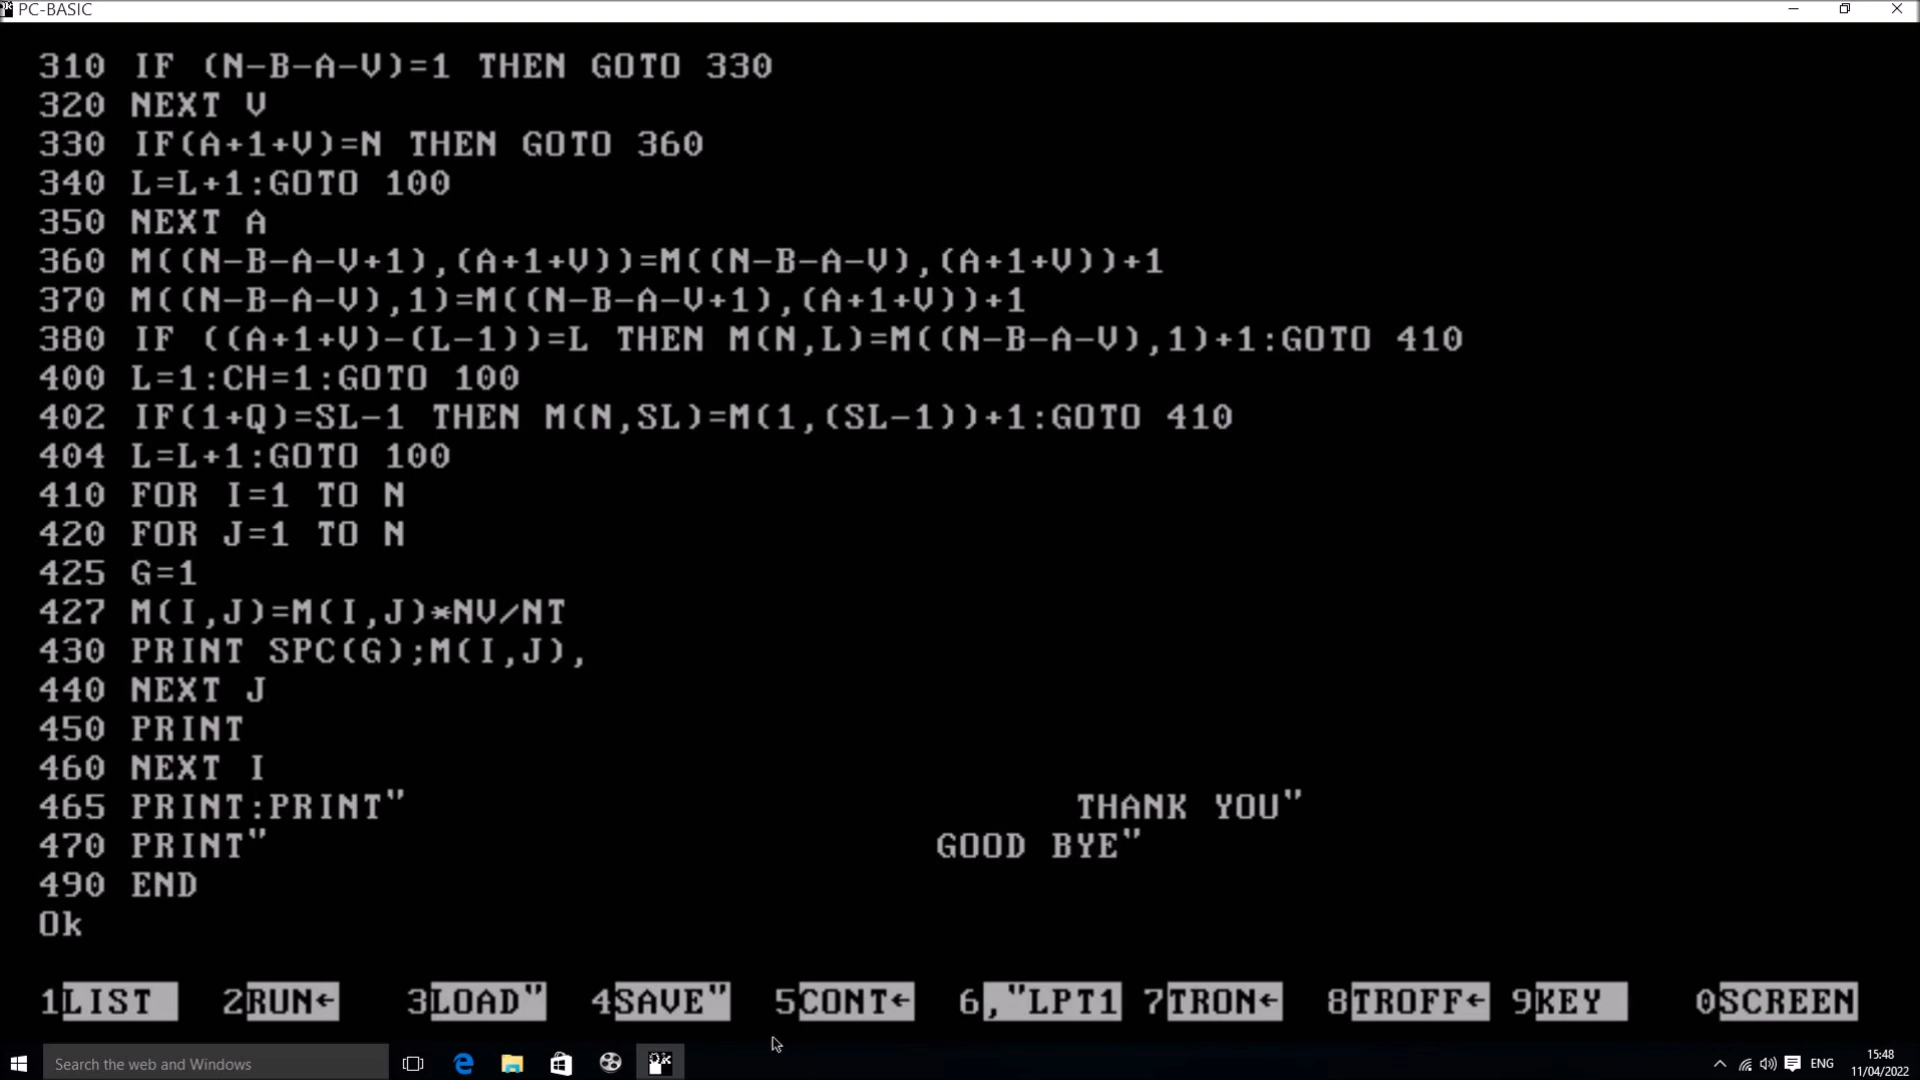 PC-BASIC
310 IF (N-B-A-V)=1 THEN GOTO 330
320 NEXT V
330 IF(A+1+V)=N THEN GOTO 360
340 L=L+1:GOTO 100
350 NEXT A
360 M((N-B-A-V+1),(A+1+V))=M((N-B-A-V),(A+1+V))+1
370 M((N-B-A-V),1)=M((N-B-A-V+1),(A+1+V))+1
380 IF ((A+1+V)-(L-1))=L THEN M(N,L)=M((N-B-A-V),1)+1:GOTO 410
400 L=1:CH=1:GOTO 100
402 IF(1+Q)=SL-1 THEN M(N,SL)=M(1,(SL-1))+1:GOTO 410
404 L=L+1:GOTO 100
410 FOR I=1 TO N
420 FOR J=1 TO N
425 G=1
427 M(I,J)=M(I,J)*NV/NT
430 PRINT SPC(G);M(I,J),
440 NEXT J
450 PRINT
460 NEXT I
465 PRINT:PRINT" THANK YOU"
470 PRINT" GOOD BYE"
490 END
Ok
1LIST 2RUN← 3LOAD" 4SAVE" 5CONT← 6,"LPT1 7TRON← 8TROFF← 9KEY 0SCREEN
Search the web and Windows
ENG
15:48
11/04/2022